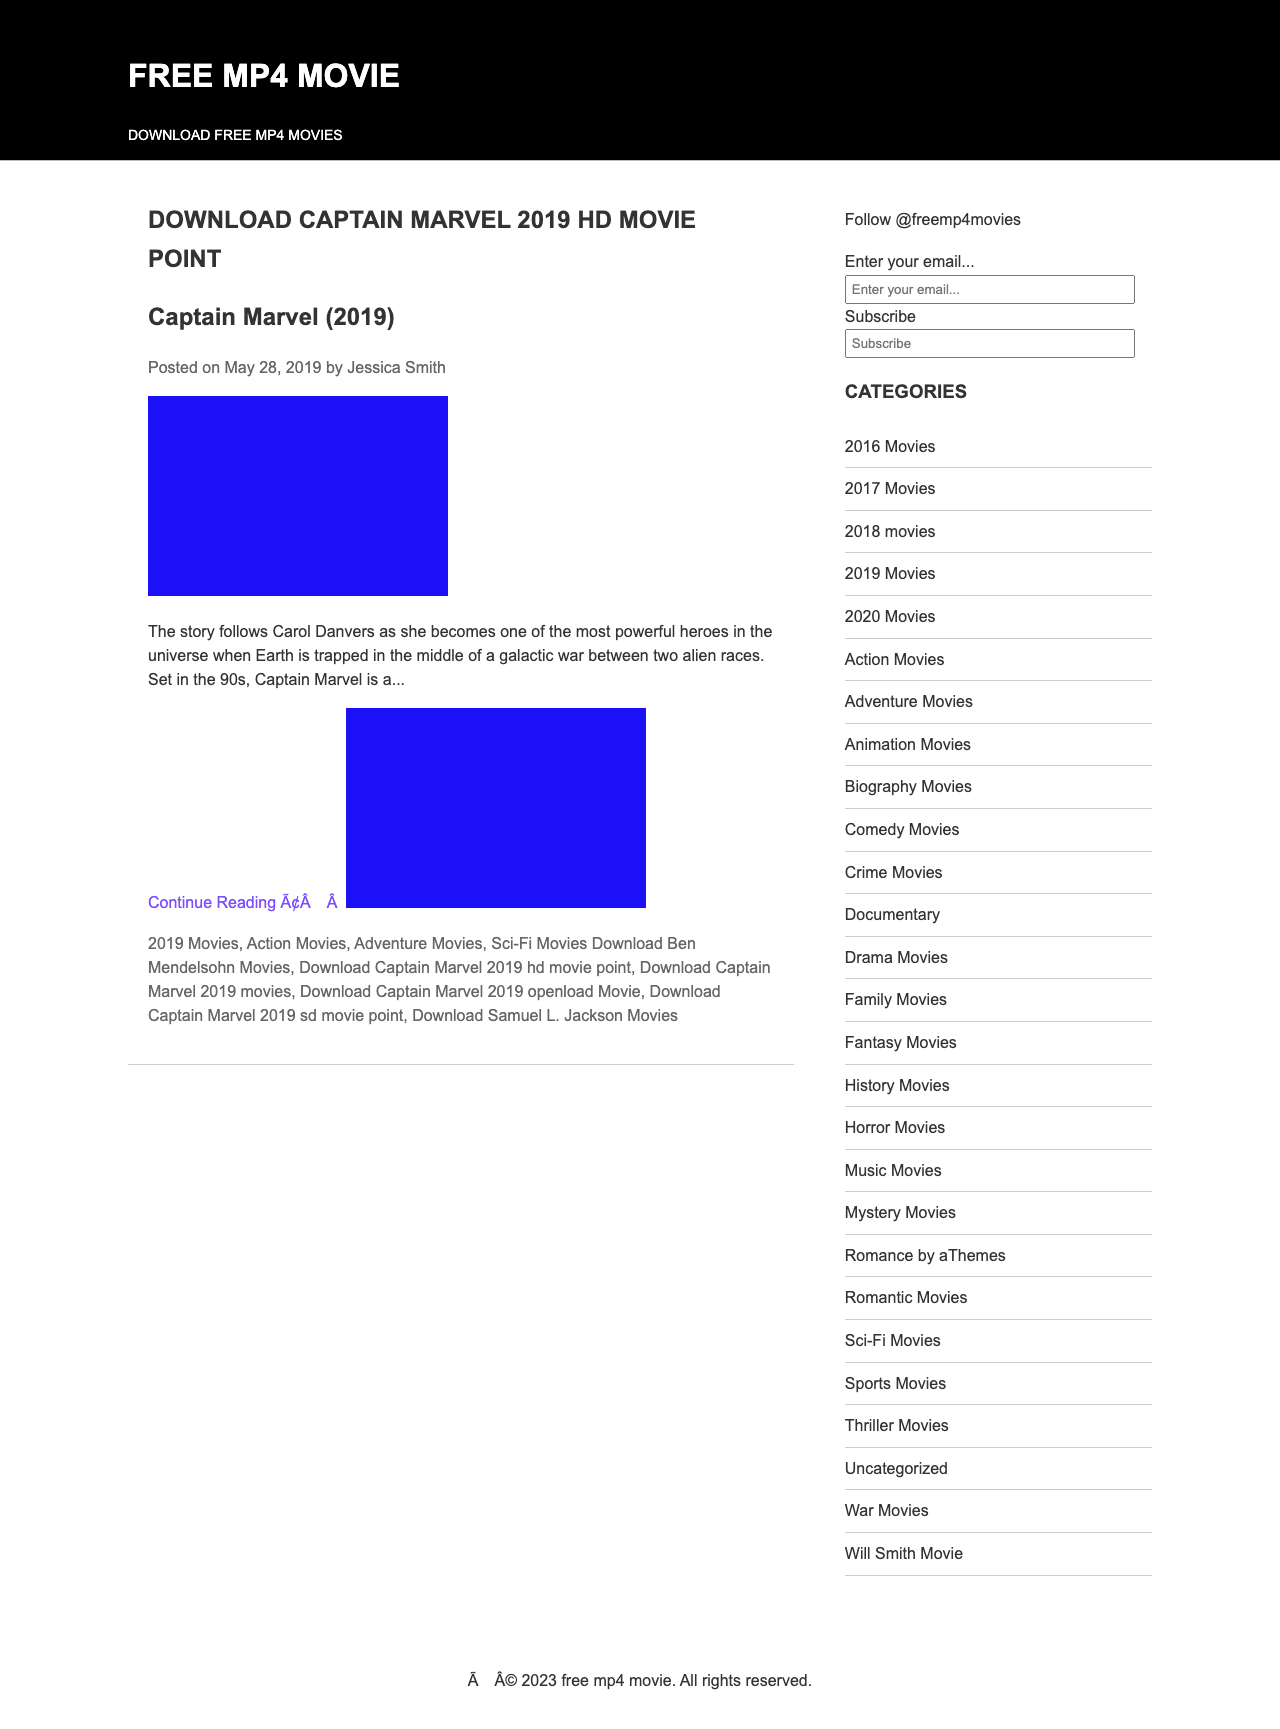 FREE MP4 MOVIE
DOWNLOAD FREE MP4 MOVIES
DOWNLOAD CAPTAIN MARVEL 2019 HD MOVIE
POINT
Captain Marvel (2019)
Posted on May 28, 2019 by Jessica Smith
The story follows Carol Danvers as she becomes one of the most powerful heroes in the
universe when Earth is trapped in the middle of a galactic war between two alien races.
Set in the 90s, Captain Marvel is a...
Continue Reading Ã¢Â Â
2019 Movies, Action Movies, Adventure Movies, Sci-Fi Movies Download Ben
Mendelsohn Movies, Download Captain Marvel 2019 hd movie point, Download Captain
Marvel 2019 movies, Download Captain Marvel 2019 openload Movie, Download
Captain Marvel 2019 sd movie point, Download Samuel L. Jackson Movies
Follow @freemp4movies
Enter your email...
Enter your email...
Subscribe
Subscribe
CATEGORIES
2016 Movies
2017 Movies
2018 movies
2019 Movies
2020 Movies
Action Movies
Adventure Movies
Animation Movies
Biography Movies
Comedy Movies
Crime Movies
Documentary
Drama Movies
Family Movies
Fantasy Movies
History Movies
Horror Movies
Music Movies
Mystery Movies
Romance by aThemes
Romantic Movies
Sci-Fi Movies
Sports Movies
Thriller Movies
Uncategorized
War Movies
Will Smith Movie
Ã Â© 2023 free mp4 movie. All rights reserved.